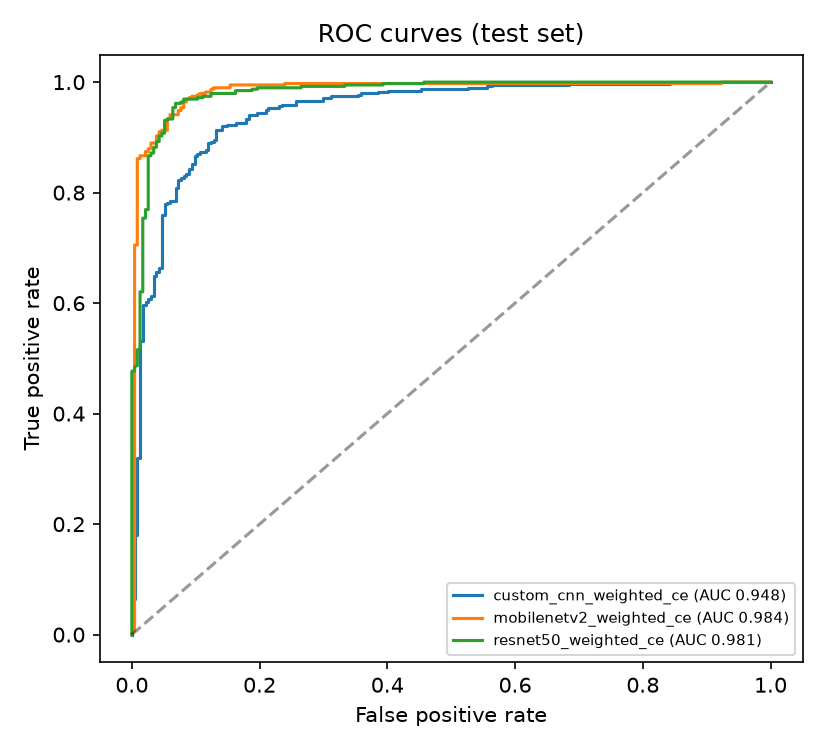 ROC curves (test set)
1.0
0.8
0.6
0.4
0.2
0.0
True positive rate
0.0 0.2 0.4 0.6 0.8 1.0
False positive rate
custom_cnn_weighted_ce (AUC 0.948)
mobilenetv2_weighted_ce (AUC 0.984)
resnet50_weighted_ce (AUC 0.981)